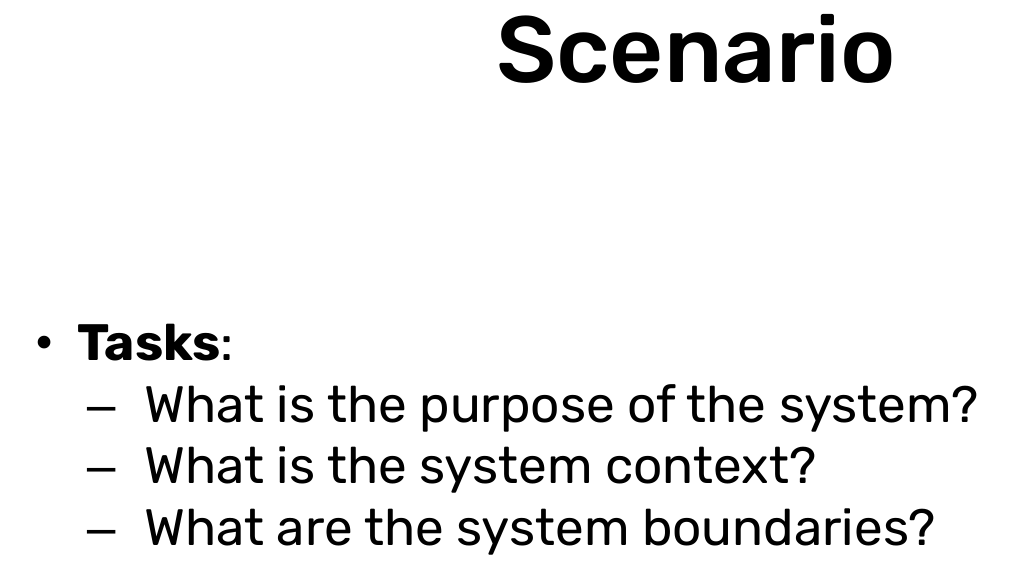 Scenario
• Tasks:
– What is the purpose of the system?
– What is the system context?
– What are the system boundaries?